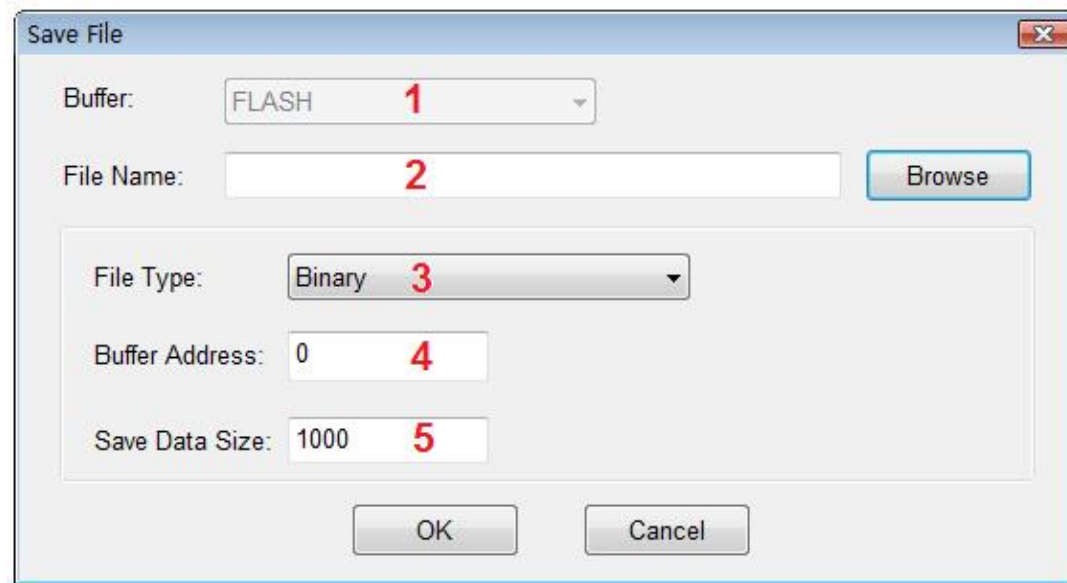 Save File
Buffer: FLASH 1
File Name: 2 Browse
File Type: Binary 3
Buffer Address: 0 4
Save Data Size: 1000 5
OK Cancel